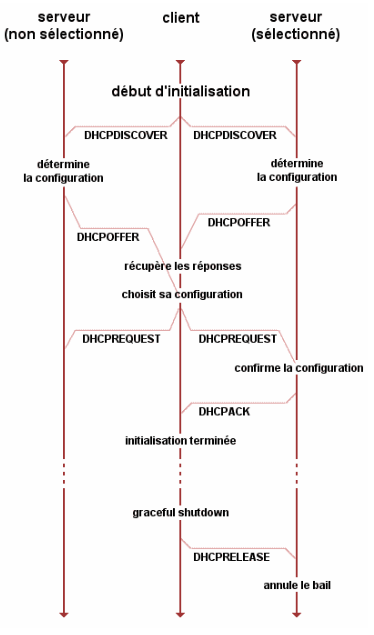 serveur
(non sélectionné)
client
serveur
(sélectionné)
début d'initialisation
DHCPDISCOVER
DHCPDISCOVER
détermine
la configuration
détermine
la configuration
DHCPOFFER
DHCPOFFER
récupère les réponses
choisit sa configuration
DHCPREQUEST
DHCPREQUEST
confirme la configuration
DHCPACK
initialisation terminée
graceful shutdown
DHCPRELEASE
annule le bail